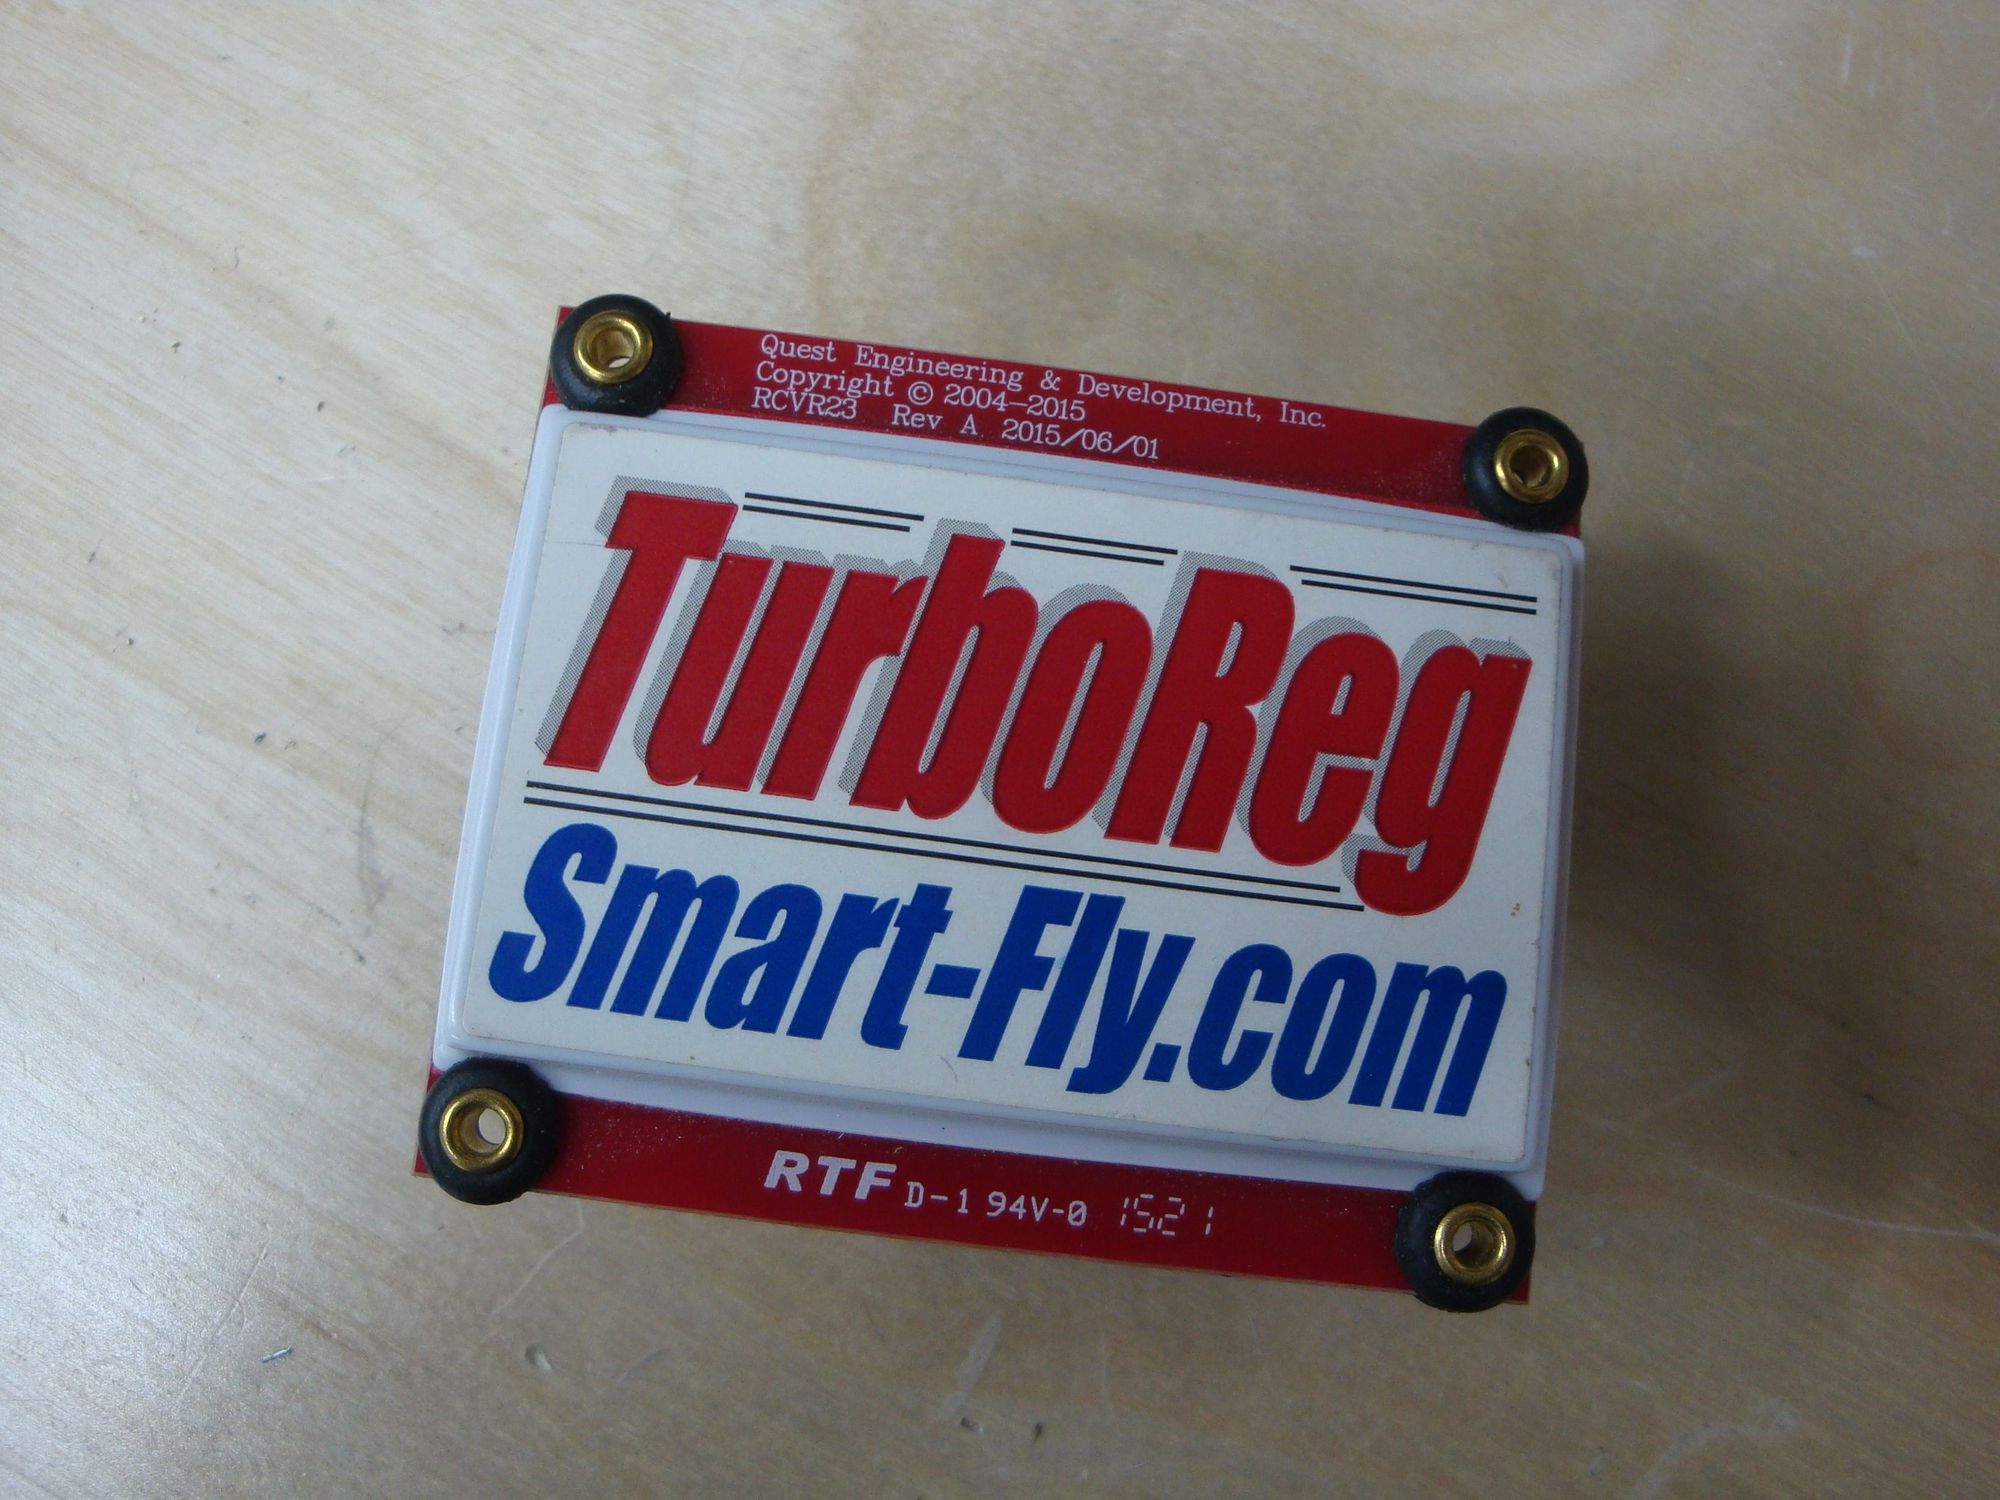 Quest Engineering & Development, Inc.
Copyright © 2004-2015
RCVR23 Rev A 2015/06/01
TurboReg
Smart-Fly.com
RTF D-1 94V-0 1521